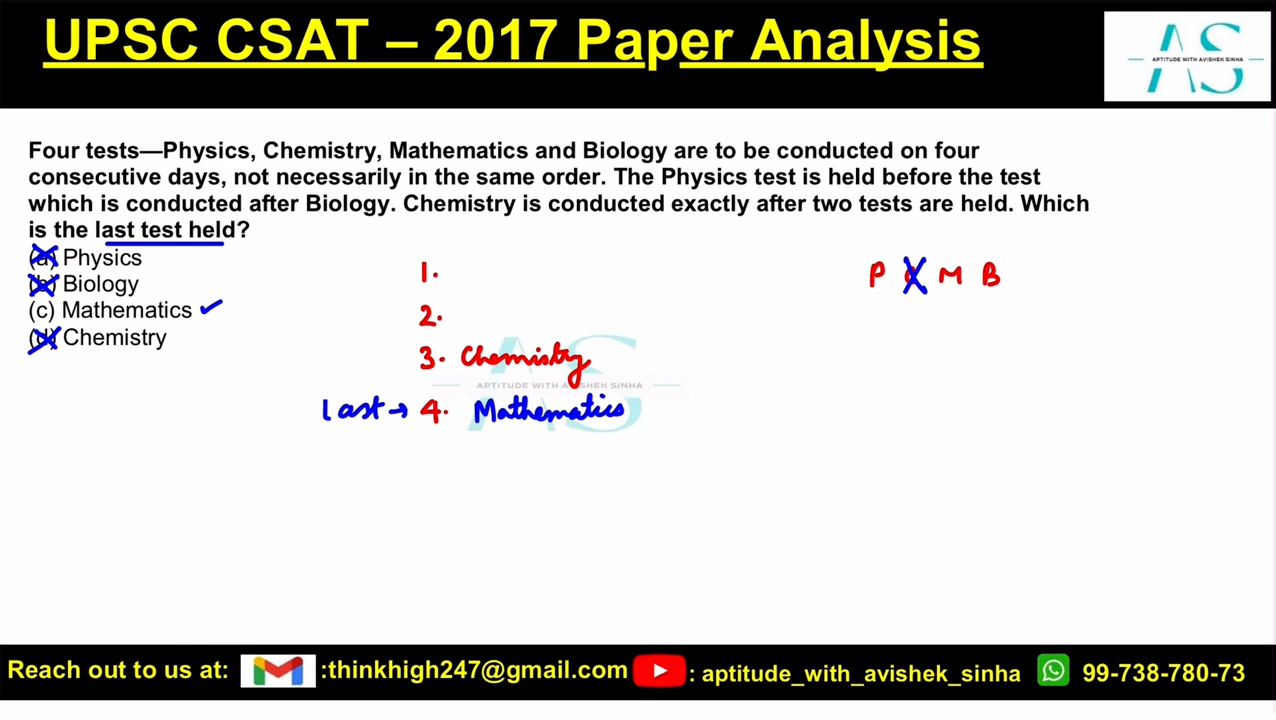 UPSC CSAT – 2017 Paper Analysis
AS
APTITUDE WITH AVISHEK SINHA
Four tests—Physics, Chemistry, Mathematics and Biology are to be conducted on four
consecutive days, not necessarily in the same order. The Physics test is held before the test
which is conducted after Biology. Chemistry is conducted exactly after two tests are held. Which
is the last test held?
(a) Physics
(b) Biology
(c) Mathematics ✓
(d) Chemistry
1.
2.
3. Chemistry
last → 4. Mathematics
P C M B
AS
APTITUDE WITH AVISHEK SINHA
Reach out to us at: :thinkhigh247@gmail.com : aptitude_with_avishek_sinha 99-738-780-73